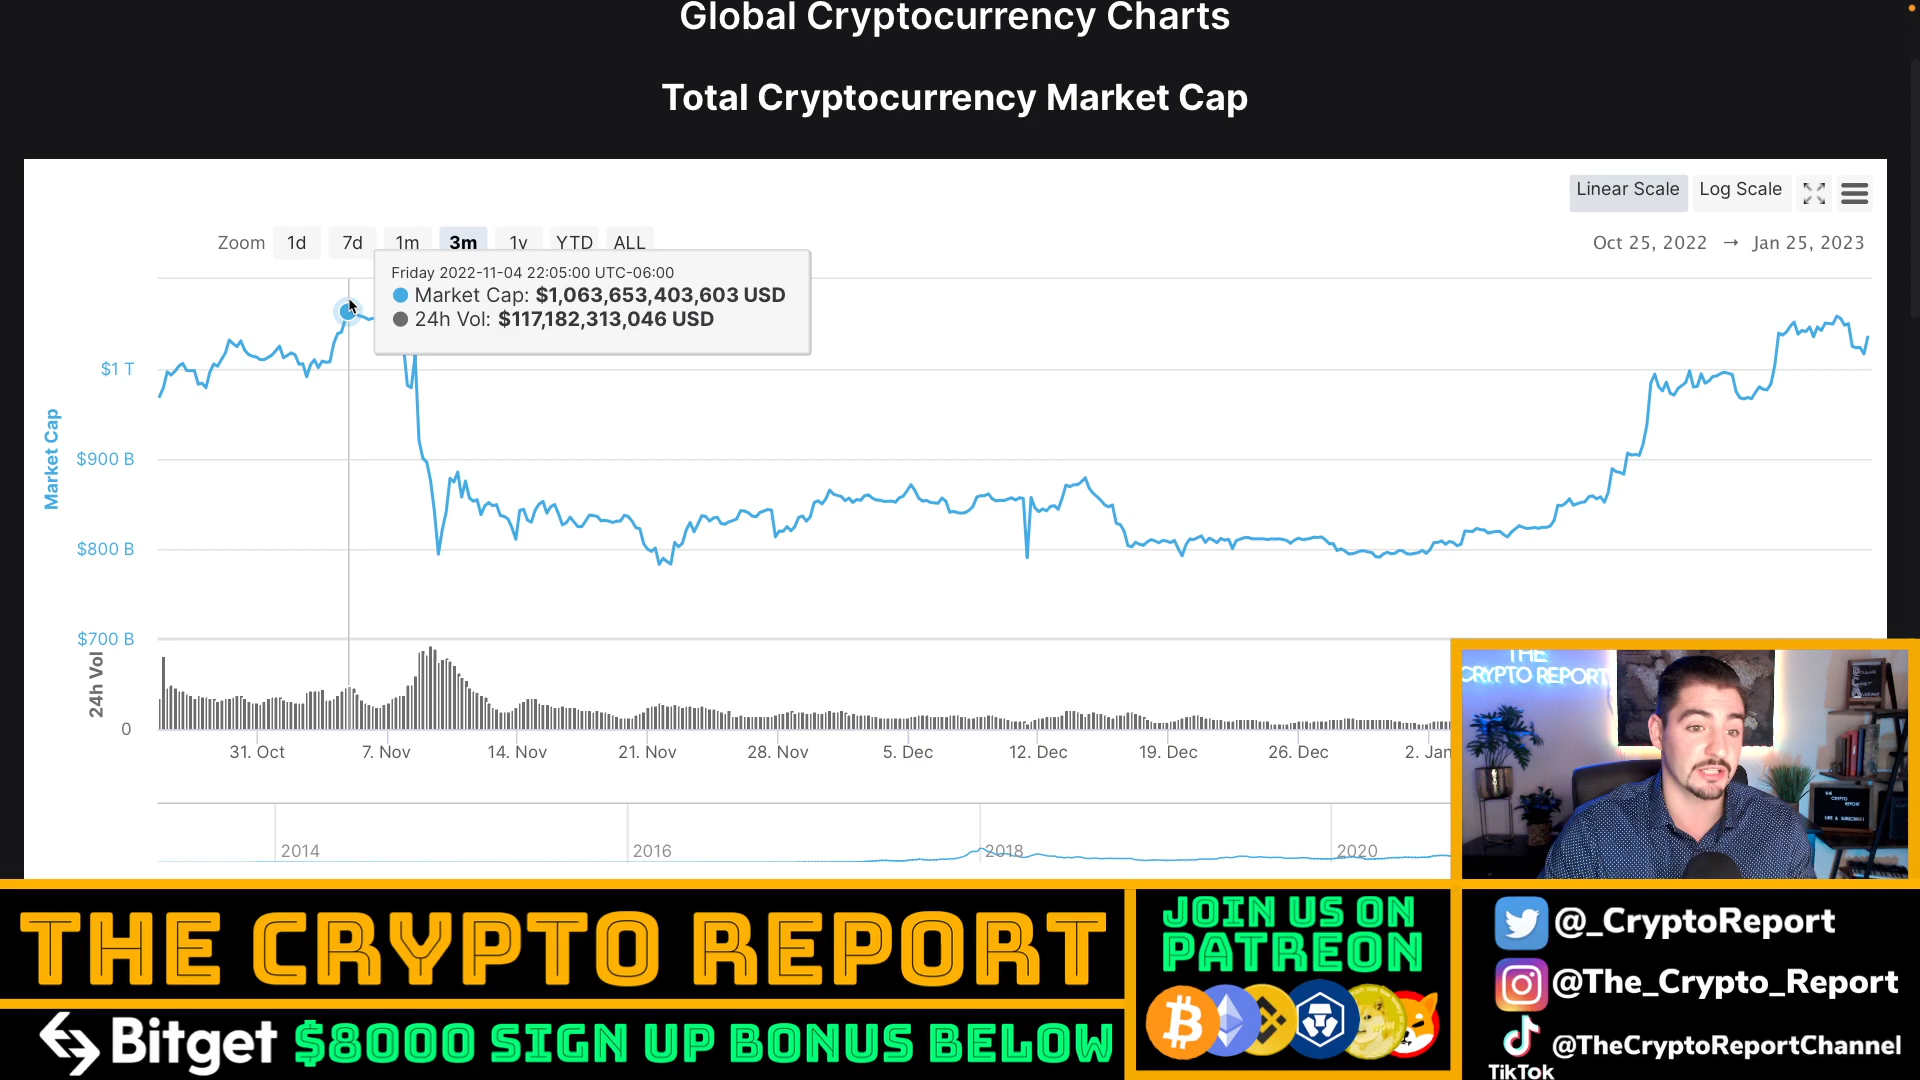 Global Cryptocurrency Charts
Total Cryptocurrency Market Cap
Linear Scale
Log Scale
Zoom 1d 7d 1m 3m 1y YTD ALL
Oct 25, 2022 → Jan 25, 2023
Friday 2022-11-04 22:05:00 UTC-06:00
Market Cap: $1,063,653,403,603 USD
24h Vol: $117,182,313,046 USD
Market Cap
$1 T
$900 B
$800 B
$700 B
24h Vol
0
31. Oct 7. Nov 14. Nov 21. Nov 28. Nov 5. Dec 12. Dec 19. Dec 26. Dec 2. Jan
2014 2016 2018 2020
THE
CRYPTO REPORT
THE CRYPTO REPORT
Bitget $8000 SIGN UP BONUS BELOW
JOIN US ON
PATREON
@_CryptoReport
@The_Crypto_Report
@TheCryptoReportChannel
TikTok